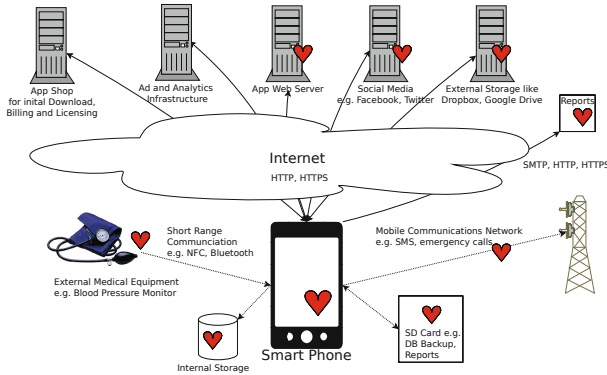 App Shop
for inital Download,
Billing and Licensing
Ad and Analytics
Infrastructure
App Web Server
Social Media
e.g. Facebook, Twitter
External Storage like
Dropbox, Google Drive
Reports
Internet
HTTP, HTTPS
SMTP, HTTP, HTTPS
Short Range
Communciation
e.g. NFC, Bluetooth
Mobile Communications Network
e.g. SMS, emergency calls
External Medical Equipment
e.g. Blood Pressure Monitor
SD Card e.g.
DB Backup,
Reports
Internal Storage
Smart Phone